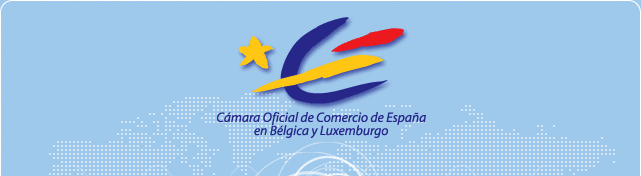 Cámara Oficial de Comercio de España
en Bélgica y Luxemburgo